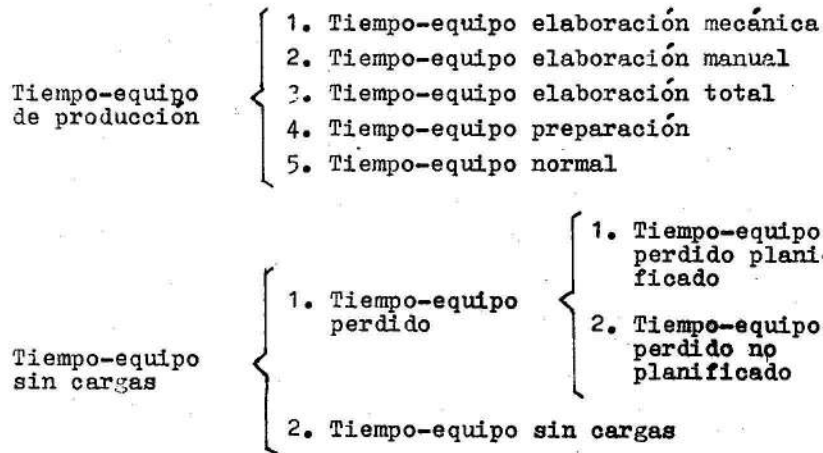 Tiempo-equipo
de producción
1. Tiempo-equipo elaboración mecánica
2. Tiempo-equipo elaboración manual
3. Tiempo-equipo elaboración total
4. Tiempo-equipo preparación
5. Tiempo-equipo normal
Tiempo-equipo
sin cargas
1. Tiempo-equipo
perdido
1. Tiempo-equipo
perdido plani-
ficado
2. Tiempo-equipo
perdido no
planificado
2. Tiempo-equipo sin cargas